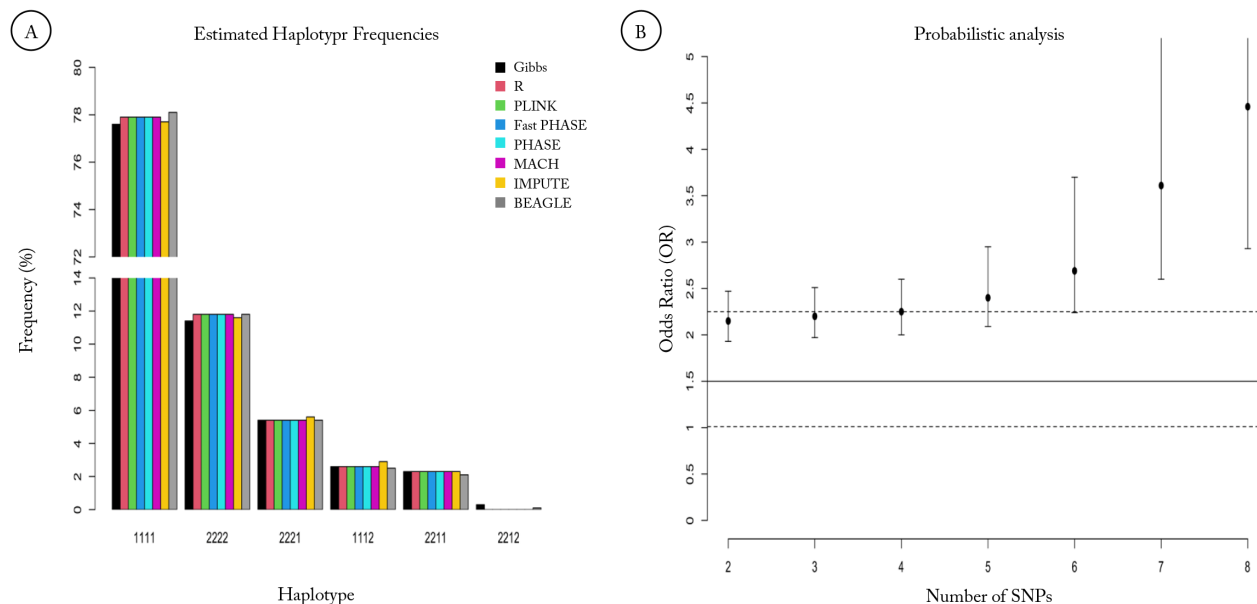 A
Estimated Haplotypr Frequencies
Gibbs
R
PLINK
Fast PHASE
PHASE
MACH
IMPUTE
BEAGLE
Frequency (%)
80
78
76
74
72
14
12
10
8
6
4
2
0
1111 2222 2221 1112 2211 2212
Haplotype
B
Probabilistic analysis
Odds Ratio (OR)
5
4.5
4
3.5
3
2.5
2
1.5
1
0.5
0
2 3 4 5 6 7 8
Number of SNPs